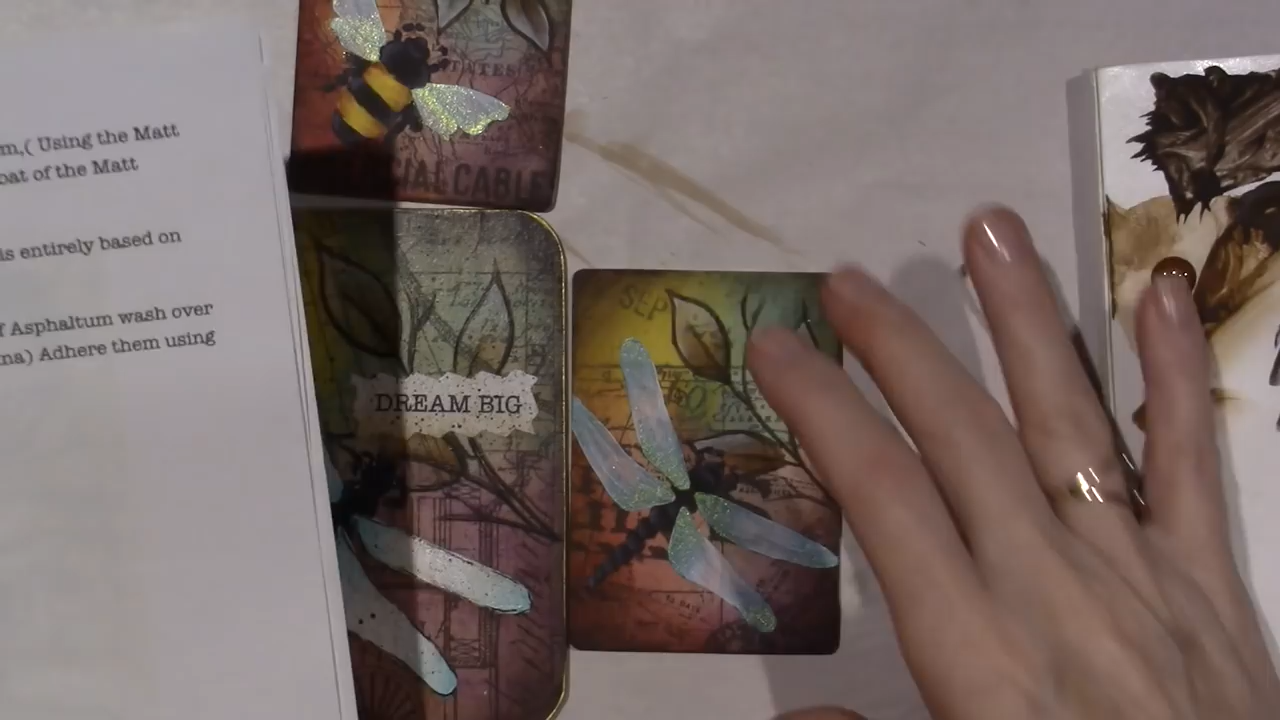 m,( Using the Matt
oat of the Matt
is entirely based on
f Asphaltum wash over
na) Adhere them using
TATES
CABLE
DREAM BIG
SEP